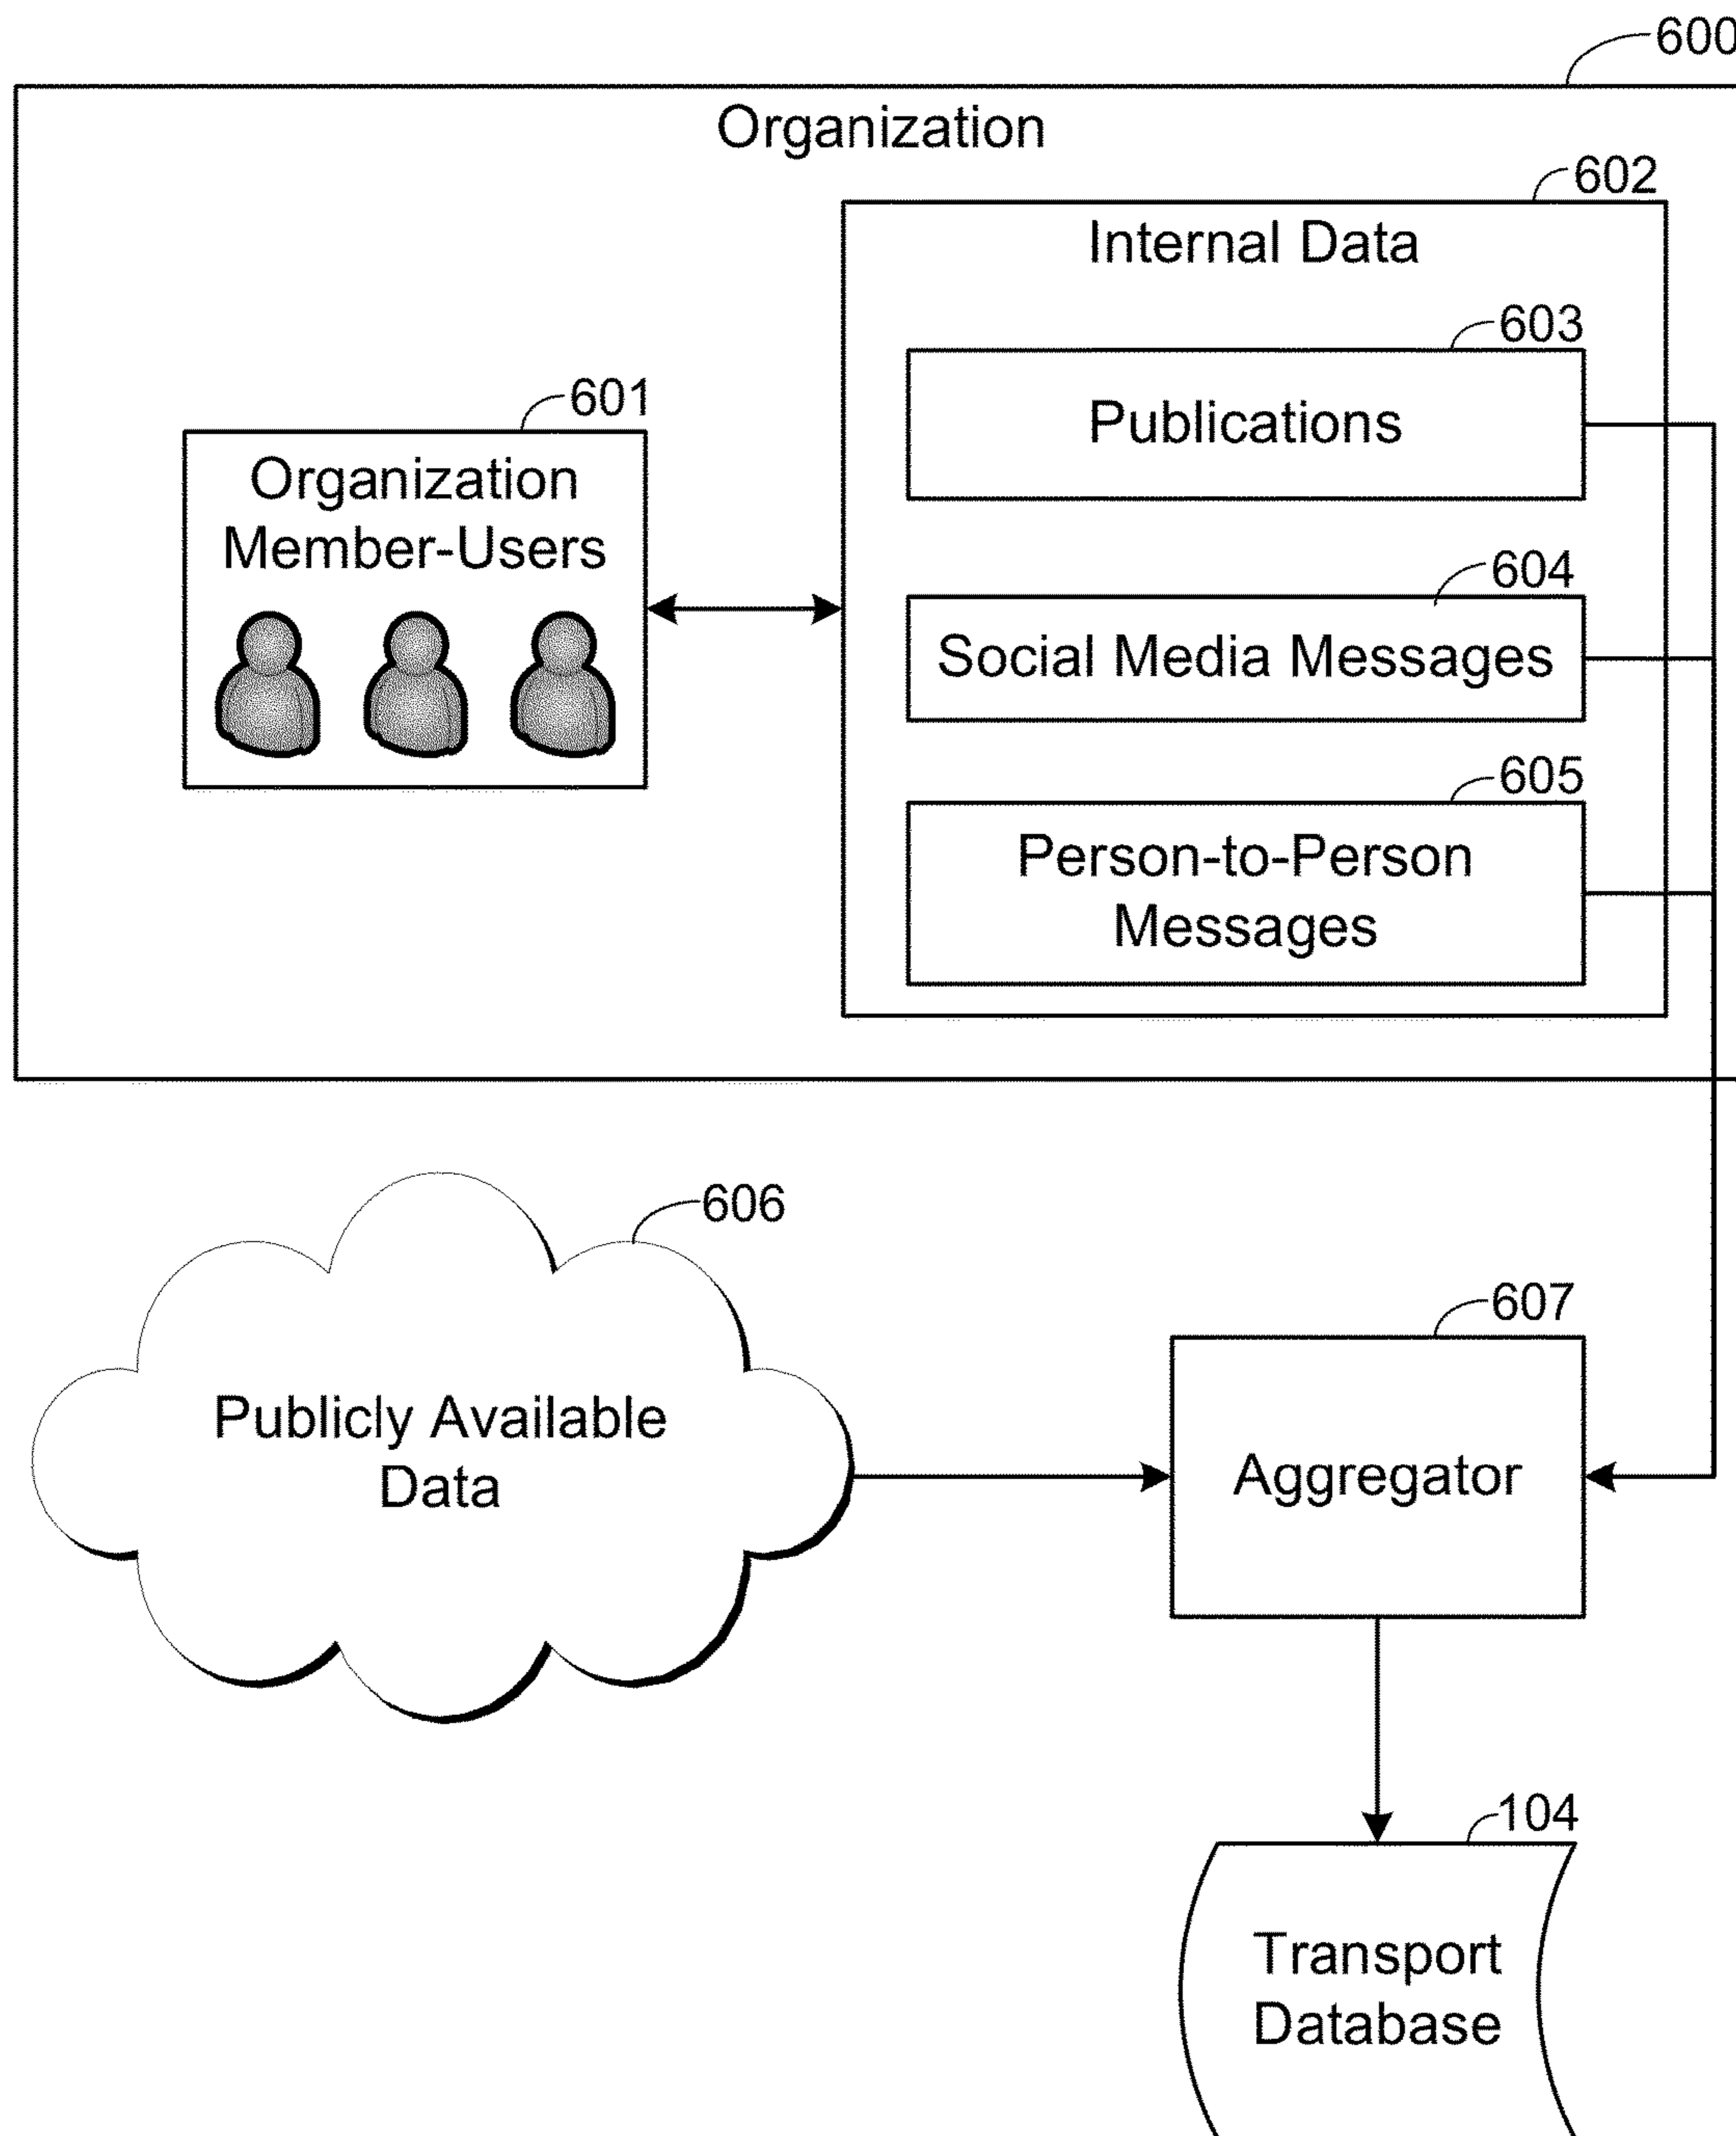 600
Organization
602
Internal Data
603
Publications
601
Organization
Member-Users
604
Social Media Messages
605
Person-to-Person
Messages
606
Publicly Available
Data
607
Aggregator
104
Transport
Database